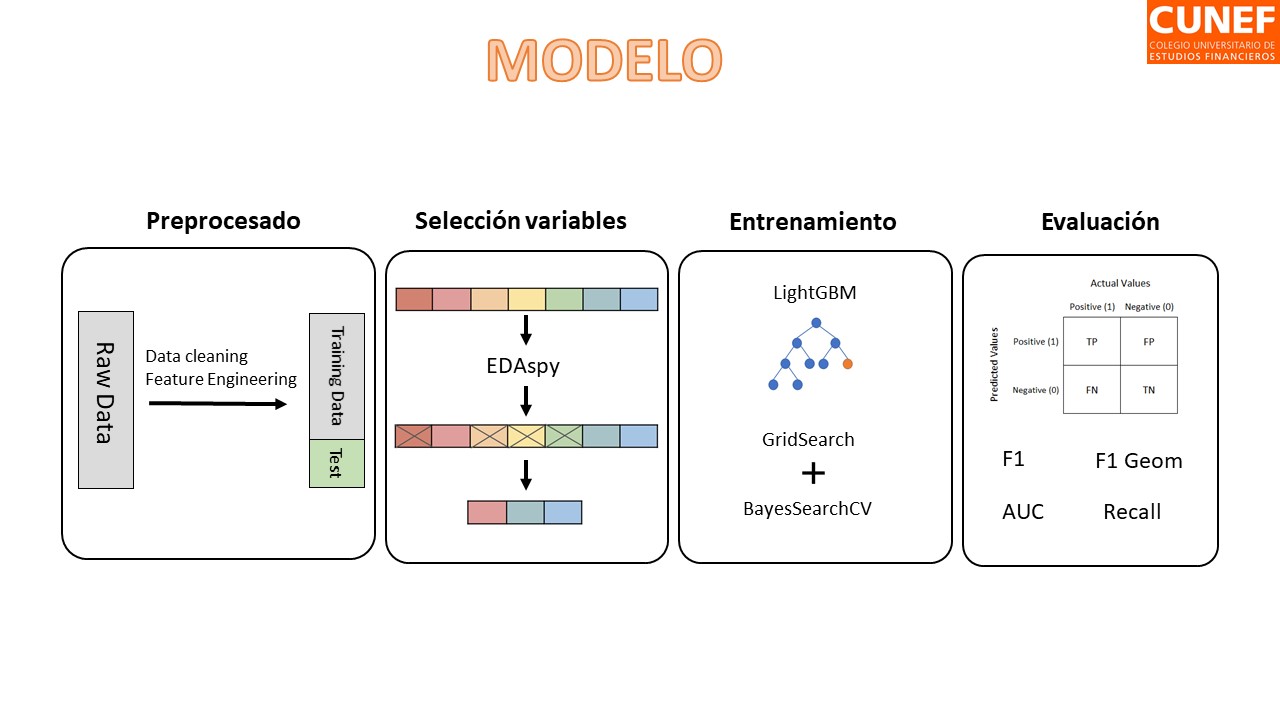 CUNEF
COLEGIO UNIVERSITARIO DE
ESTUDIOS FINANCIEROS
MODELO
Preprocesado
Raw Data
Data cleaning
Feature Engineering
Training Data
Test
Selección variables
EDAspy
Entrenamiento
LightGBM
GridSearch
+
BayesSearchCV
Evaluación
Actual Values
Positive (1) Negative (0)
Predicted Values
Positive (1) TP FP
Negative (0) FN TN
F1 F1 Geom
AUC Recall